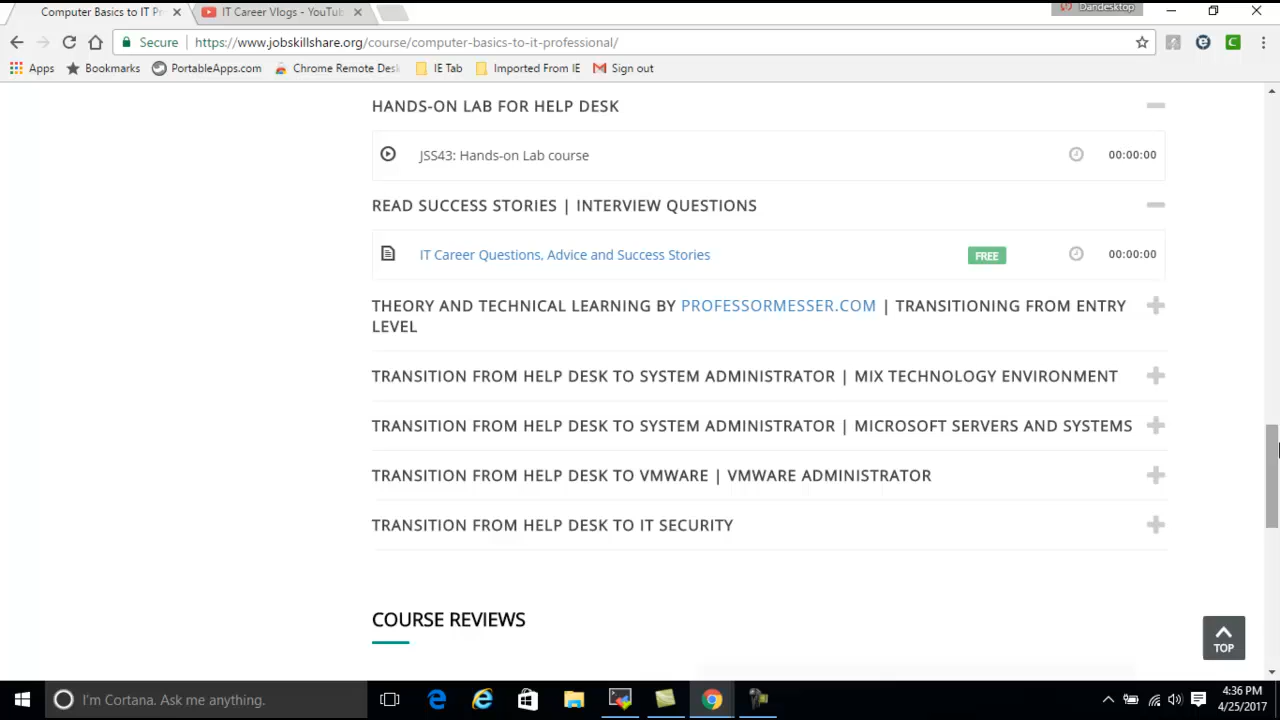 Computer Basics to IT Pr
IT Career Vlogs - YouTub
Dandesktop
Secure
https://www.jobskillshare.org/course/computer-basics-to-it-professional/
Apps
Bookmarks
PortableApps.com
Chrome Remote Desk
IE Tab
Imported From IE
Sign out
HANDS-ON LAB FOR HELP DESK
JSS43: Hands-on Lab course
00:00:00
READ SUCCESS STORIES | INTERVIEW QUESTIONS
IT Career Questions, Advice and Success Stories
FREE
00:00:00
THEORY AND TECHNICAL LEARNING BY PROFESSORMESSER.COM | TRANSITIONING FROM ENTRY
LEVEL
TRANSITION FROM HELP DESK TO SYSTEM ADMINISTRATOR | MIX TECHNOLOGY ENVIRONMENT
TRANSITION FROM HELP DESK TO SYSTEM ADMINISTRATOR | MICROSOFT SERVERS AND SYSTEMS
TRANSITION FROM HELP DESK TO VMWARE | VMWARE ADMINISTRATOR
TRANSITION FROM HELP DESK TO IT SECURITY
COURSE REVIEWS
TOP
I'm Cortana. Ask me anything.
4:36 PM
4/25/2017